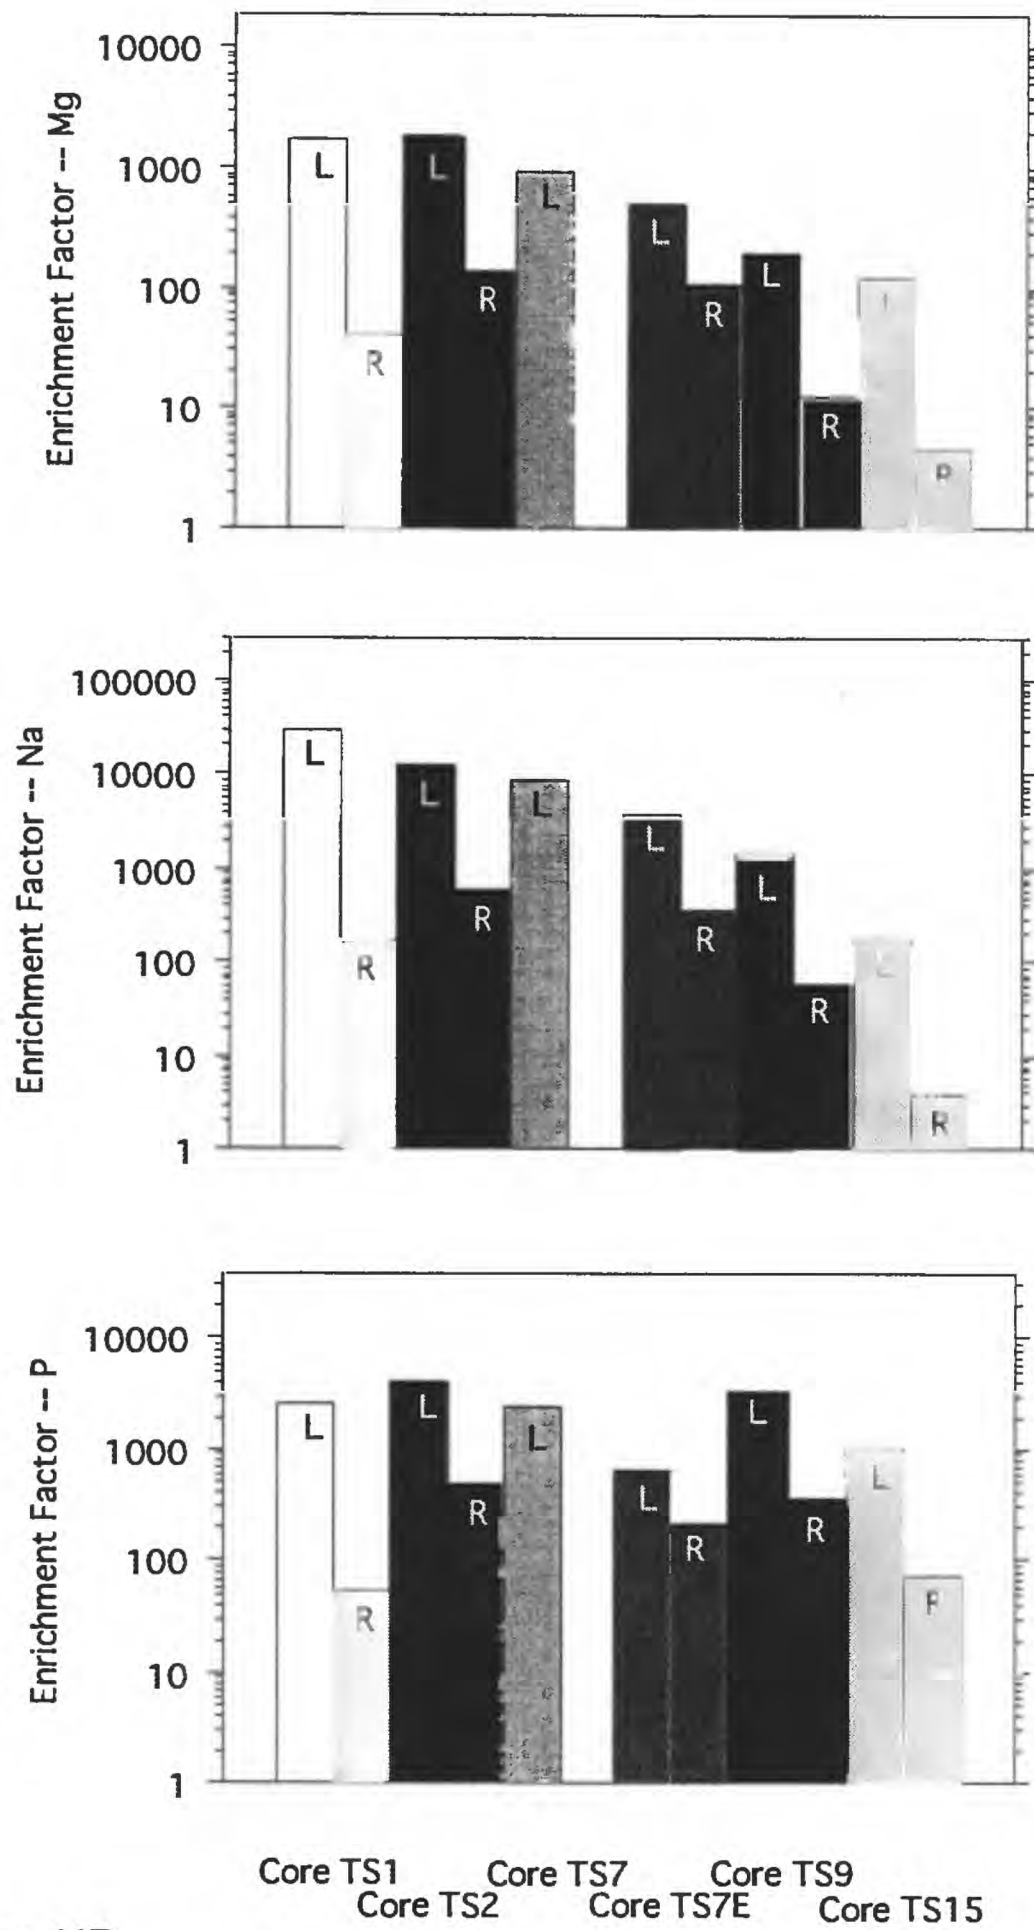 Enrichment Factor -- Mg
10000
1000
100
10
1
L
R
L
R
L
L
R
L
R
P
Enrichment Factor -- Na
100000
10000
1000
100
10
1
L
R
L
R
L
L
R
L
R
L
R
Enrichment Factor -- P
10000
1000
100
10
1
L
R
L
R
L
L
R
L
R
L
Core TS1
Core TS2
Core TS7
Core TS7E
Core TS9
Core TS15